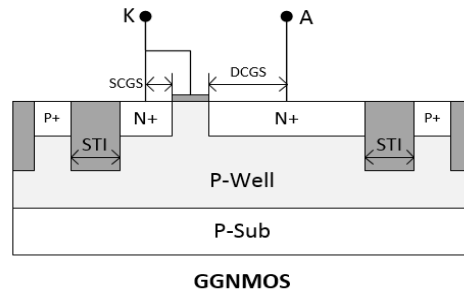 K
A
SCGS
DCGS
P+
N+
N+
P+
STI
STI
P-Well
P-Sub
GGNMOS